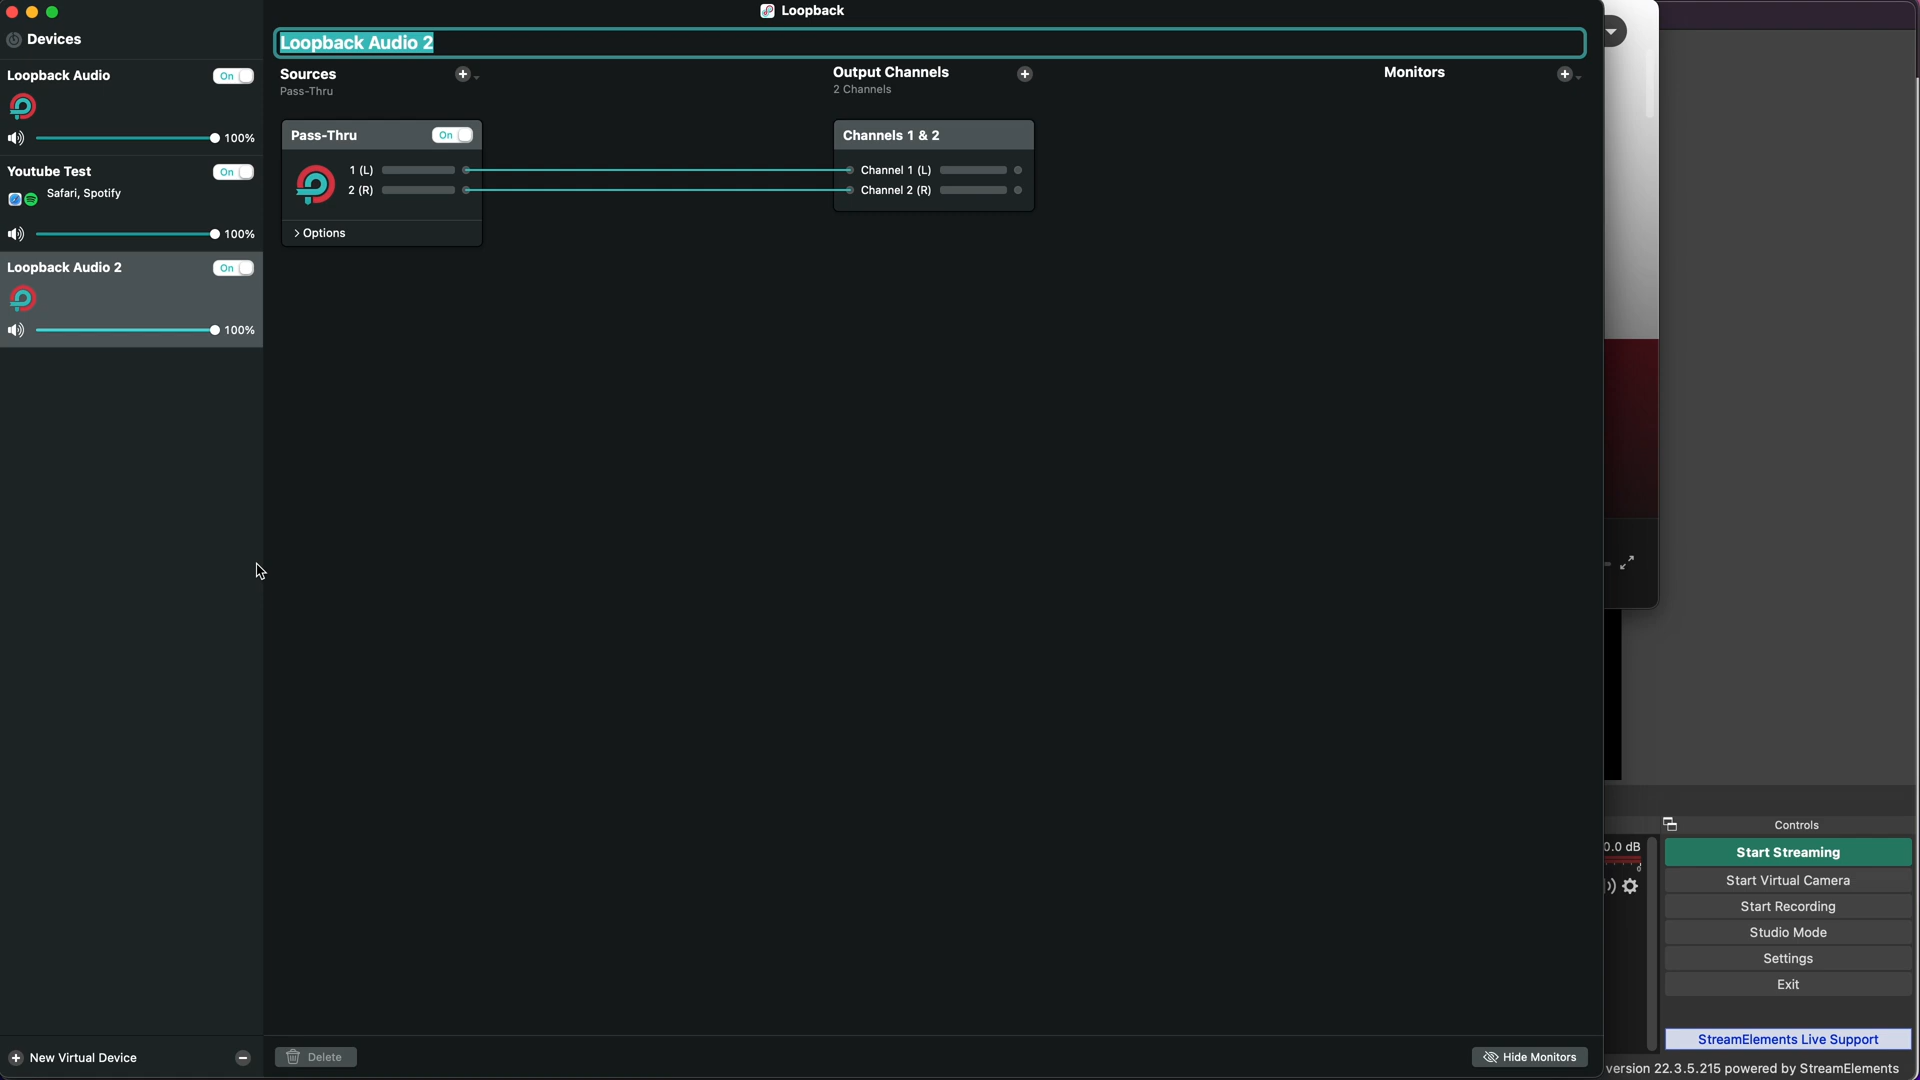 Loopback
Devices
Loopback Audio On
100%
Youtube Test On
Safari, Spotify
100%
Loopback Audio 2 On
100%
New Virtual Device
Loopback Audio 2
Sources
Pass-Thru
Output Channels
2 Channels
Monitors
Pass-Thru On
1 (L)
2 (R)
Options
Channels 1 & 2
Channel 1 (L)
Channel 2 (R)
Delete
Hide Monitors
0.0 dB
Controls
Start Streaming
Start Virtual Camera
Start Recording
Studio Mode
Settings
Exit
StreamElements Live Support
version 22.3.5.215 powered by StreamElements